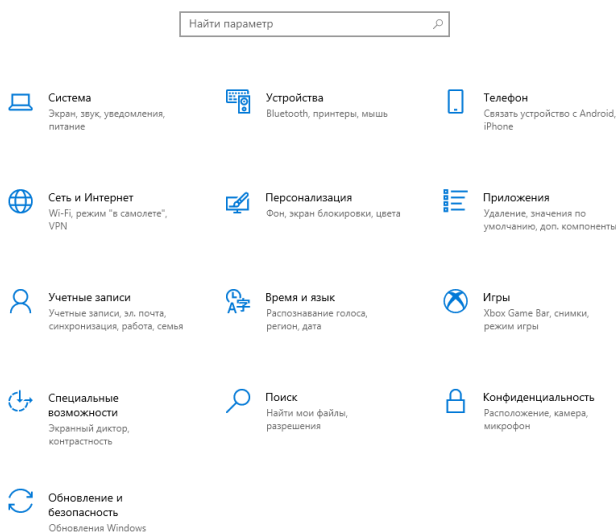 Найти параметр
Система
Экран, звук, уведомления,
питание
Устройства
Bluetooth, принтеры, мышь
Телефон
Связать устройство с Android,
iPhone
Сеть и Интернет
Wi-Fi, режим "в самолете",
VPN
Персонализация
Фон, экран блокировки, цвета
Приложения
Удаление, значения по
умолчанию, доп. компоненты
Учетные записи
Учетные записи, эл. почта,
синхронизация, работа, семья
Время и язык
Распознавание голоса,
регион, дата
Игры
Xbox Game Bar, снимки,
режим игры
Специальные
возможности
Экранный диктор,
контрастность
Поиск
Найти мои файлы,
разрешения
Конфиденциальность
Расположение, камера,
микрофон
Обновление и
безопасность
Обновления Windows